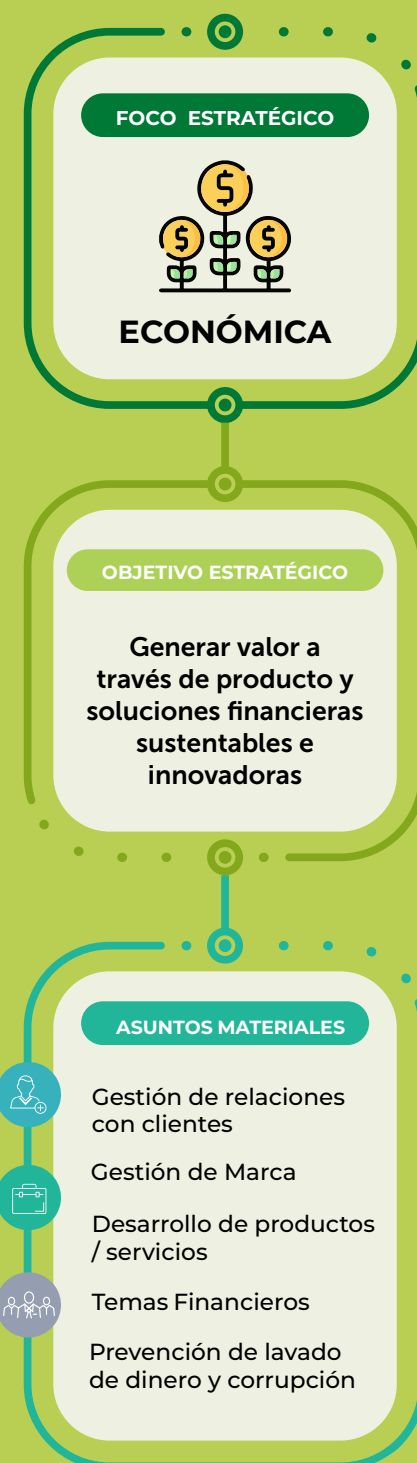 FOCO ESTRATÉGICO
$
$ $
ECONÓMICA
OBJETIVO ESTRATÉGICO
Generar valor a
través de producto y
soluciones financieras
sustentables e
innovadoras
ASUNTOS MATERIALES
Gestión de relaciones
con clientes
Gestión de Marca
Desarrollo de productos
/ servicios
Temas Financieros
Prevención de lavado
de dinero y corrupción